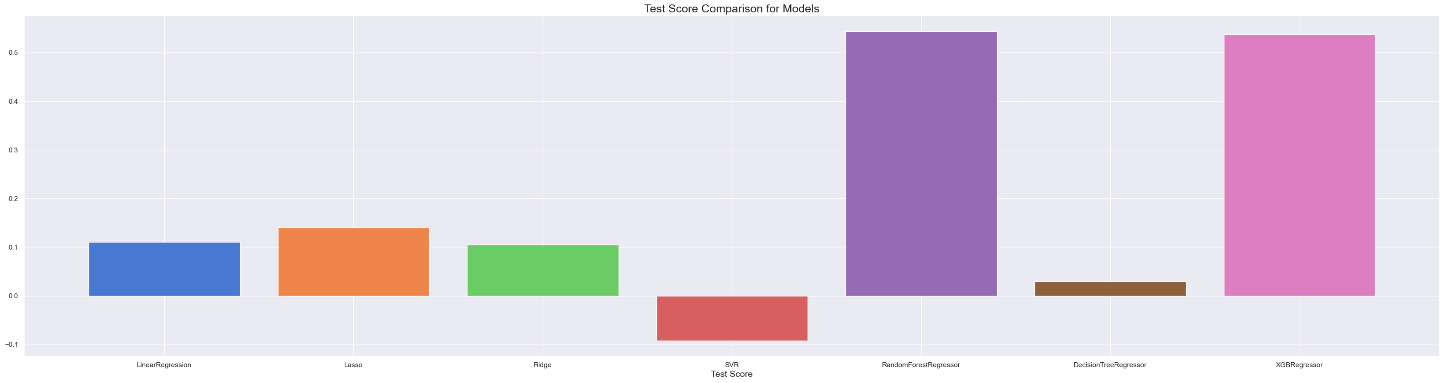 Test Score Comparison for Models
0.5
0.4
0.3
0.2
0.1
0.0
−0.1
LinearRegression Lasso Ridge SVR RandomForestRegressor DecisionTreeRegressor XGBRegressor
Test Score